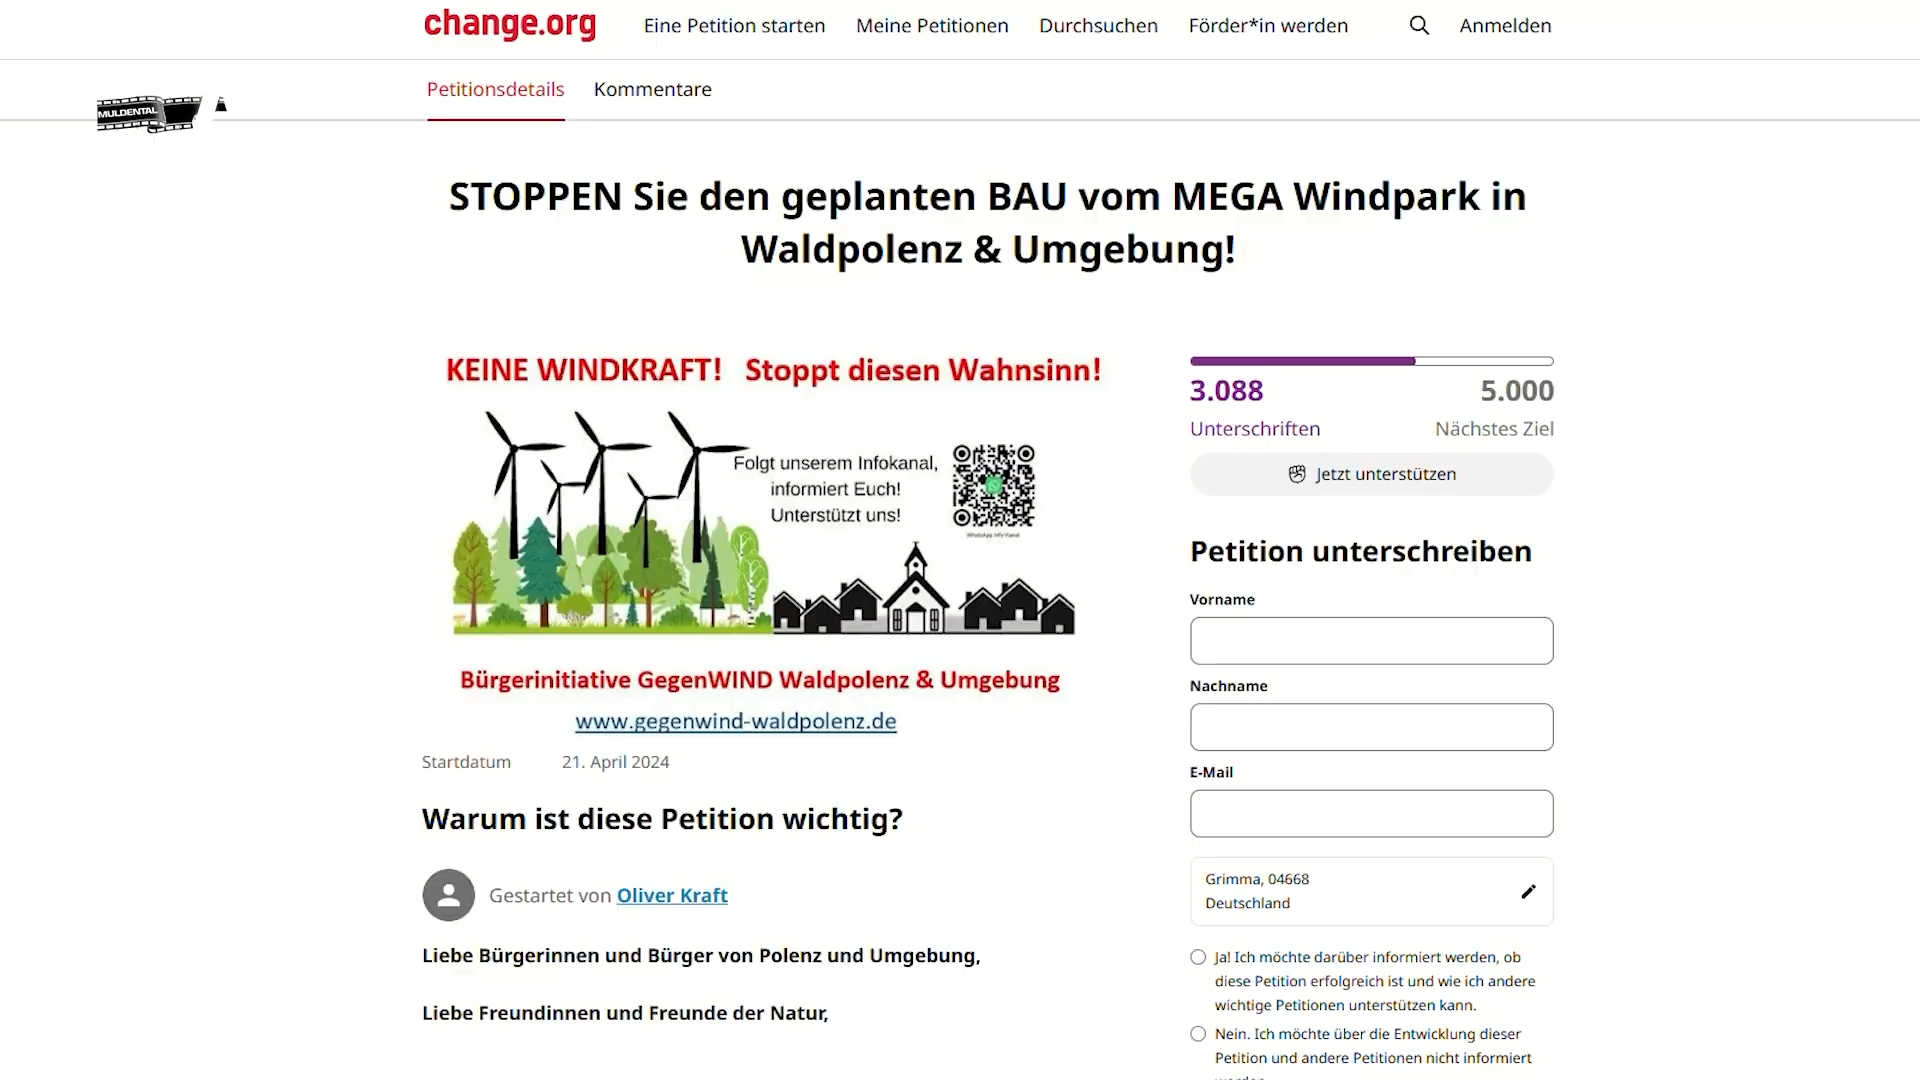 change.org
Eine Petition starten
Meine Petitionen
Durchsuchen
Förder*in werden
Anmelden
Petitionsdetails
Kommentare
MULDENTAL
STOPPEN Sie den geplanten BAU vom MEGA Windpark in
Waldpolenz & Umgebung!
KEINE WINDKRAFT! Stoppt diesen Wahnsinn!
Folgt unserem Infokanal,
informiert Euch!
Unterstützt uns!
WhatsApp Info-Kanal
Bürgerinitiative GegenWIND Waldpolenz & Umgebung
www.gegenwind-waldpolenz.de
Startdatum 21. April 2024
Warum ist diese Petition wichtig?
Gestartet von Oliver Kraft
Liebe Bürgerinnen und Bürger von Polenz und Umgebung,
Liebe Freundinnen und Freunde der Natur,
3.088 5.000
Unterschriften Nächstes Ziel
Jetzt unterstützen
Petition unterschreiben
Vorname
Nachname
E-Mail
Grimma, 04668
Deutschland
Ja! Ich möchte darüber informiert werden, ob
diese Petition erfolgreich ist und wie ich andere
wichtige Petitionen unterstützen kann.
Nein. Ich möchte über die Entwicklung dieser
Petition und andere Petitionen nicht informiert